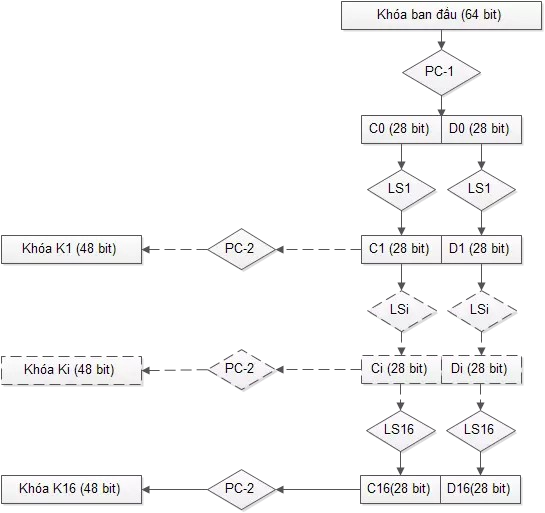 Khóa ban đầu (64 bit)
PC-1
C0 (28 bit) D0 (28 bit)
LS1 LS1
Khóa K1 (48 bit) PC-2 C1 (28 bit) D1 (28 bit)
LSi LSi
Khóa Ki (48 bit) PC-2 Ci (28 bit) Di (28 bit)
LS16 LS16
Khóa K16 (48 bit) PC-2 C16(28 bit) D16(28 bit)